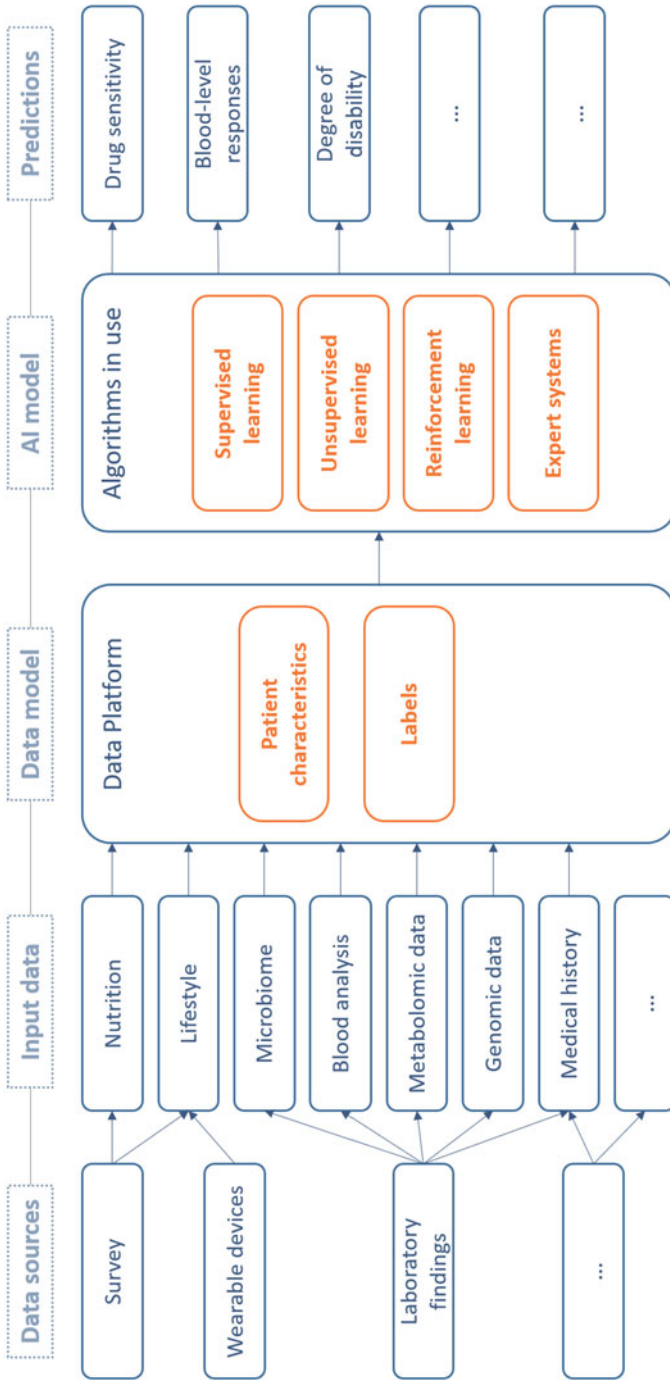 Data sources
Input data
Data model
AI model
Predictions
Survey
Wearable devices
Laboratory
findings
...
Nutrition
Lifestyle
Microbiome
Blood analysis
Metabolomic data
Genomic data
Medical history
...
Data Platform
Patient
characteristics
Labels
Algorithms in use
Supervised
learning
Unsupervised
learning
Reinforcement
learning
Expert systems
Drug sensitivity
Blood-level
responses
Degree of
disability
...
...